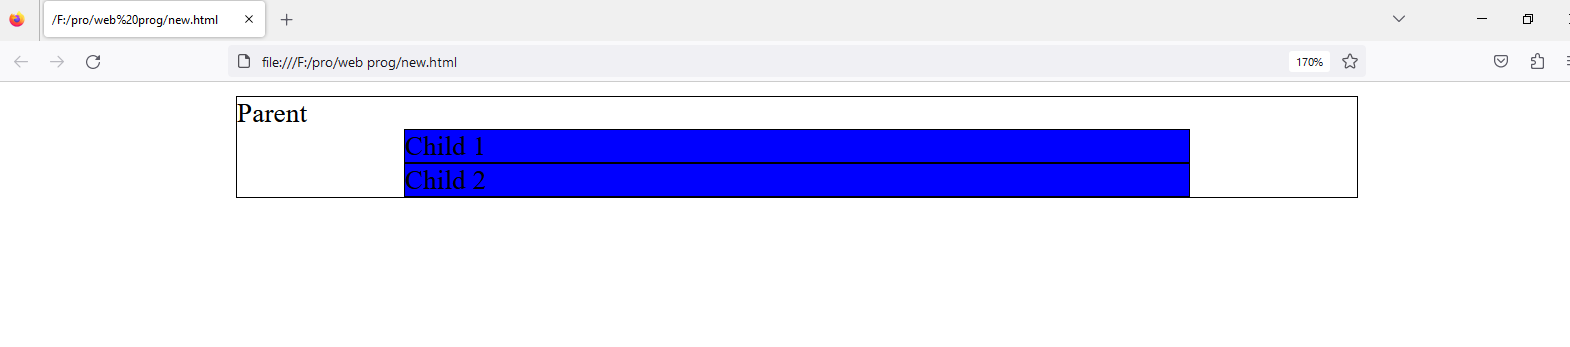 /F:/pro/web%20prog/new.html
file:///F:/pro/web prog/new.html 170%
Parent
Child 1
Child 2